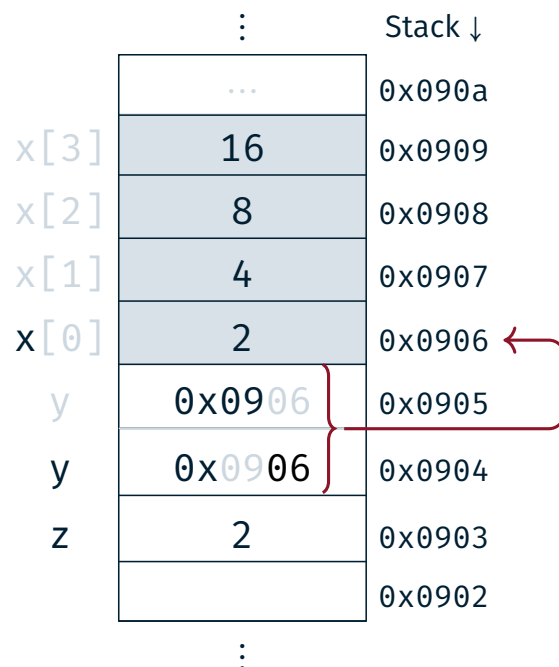 ⋮ Stack ↓
... 0x090a
x[3] 16 0x0909
x[2] 8 0x0908
x[1] 4 0x0907
x[0] 2 0x0906
y 0x0906 0x0905
y 0x0906 0x0904
z 2 0x0903
0x0902
⋮